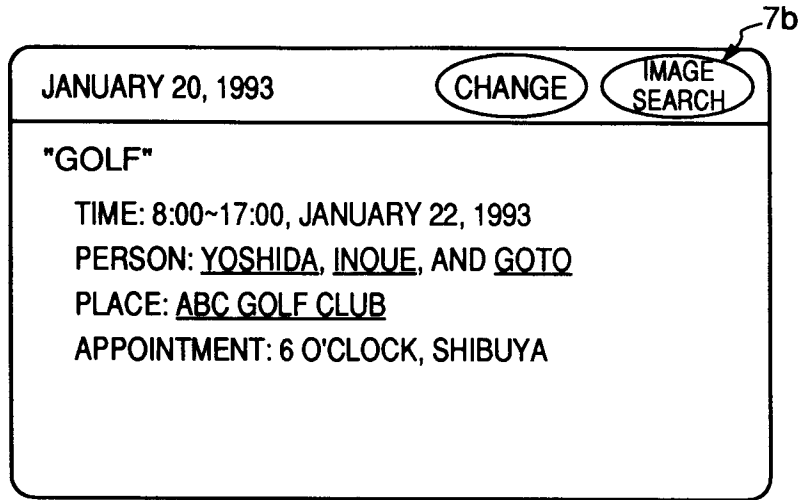 7b
JANUARY 20, 1993 CHANGE IMAGE SEARCH
"GOLF"
TIME: 8:00~17:00, JANUARY 22, 1993
PERSON: YOSHIDA, INOUE, AND GOTO
PLACE: ABC GOLF CLUB
APPOINTMENT: 6 O'CLOCK, SHIBUYA